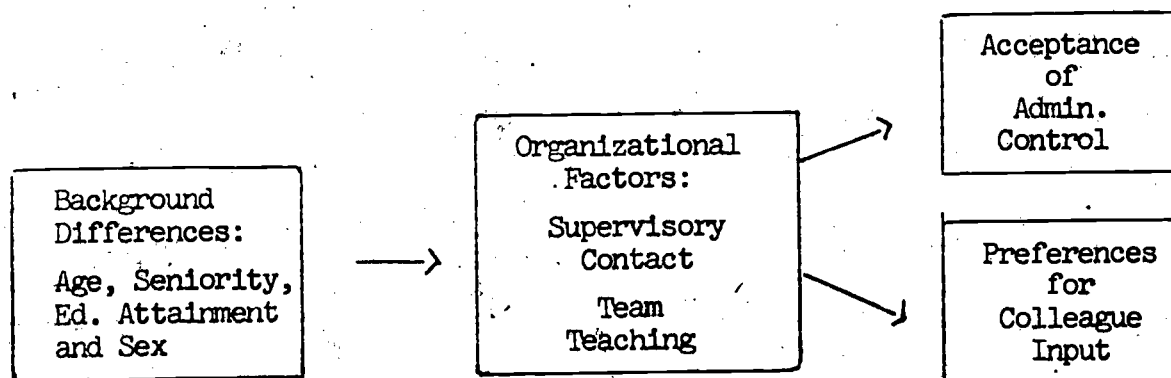 Background
Differences:
Age, Seniority,
Ed. Attainment
and Sex
Organizational
Factors:
Supervisory
Contact
Team
Teaching
Acceptance
of
Admin.
Control
Preferences
for
Colleague
Input